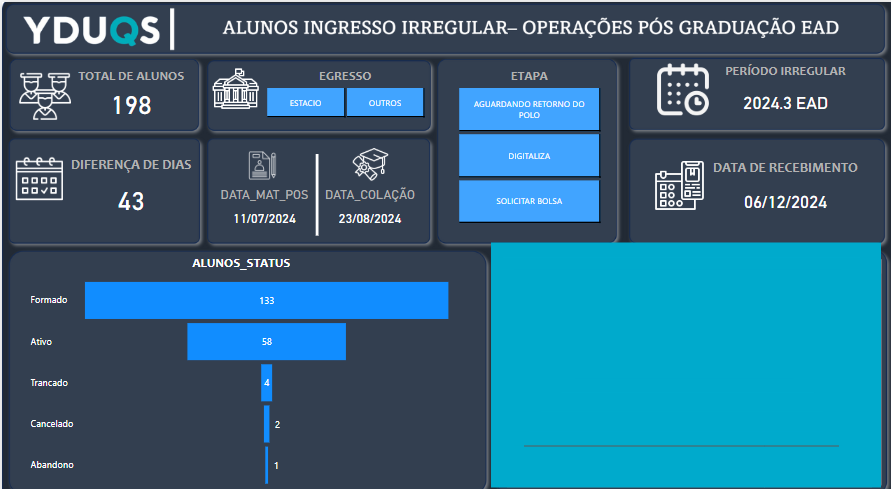 YDUQS
ALUNOS INGRESSO IRREGULAR– OPERAÇÕES PÓS GRADUAÇÃO EAD
TOTAL DE ALUNOS
198
EGRESSO
ESTACIO
OUTROS
ETAPA
AGUARDANDO RETORNO DO
POLO
DIGITALIZA
SOLICITAR BOLSA
PERÍODO IRREGULAR
2024.3 EAD
DIFERENÇA DE DIAS
43
DATA_MAT_POS
11/07/2024
DATA_COLAÇÃO
23/08/2024
DATA DE RECEBIMENTO
06/12/2024
ALUNOS_STATUS
Formado 133
Ativo 58
Trancado 4
Cancelado 2
Abandono 1